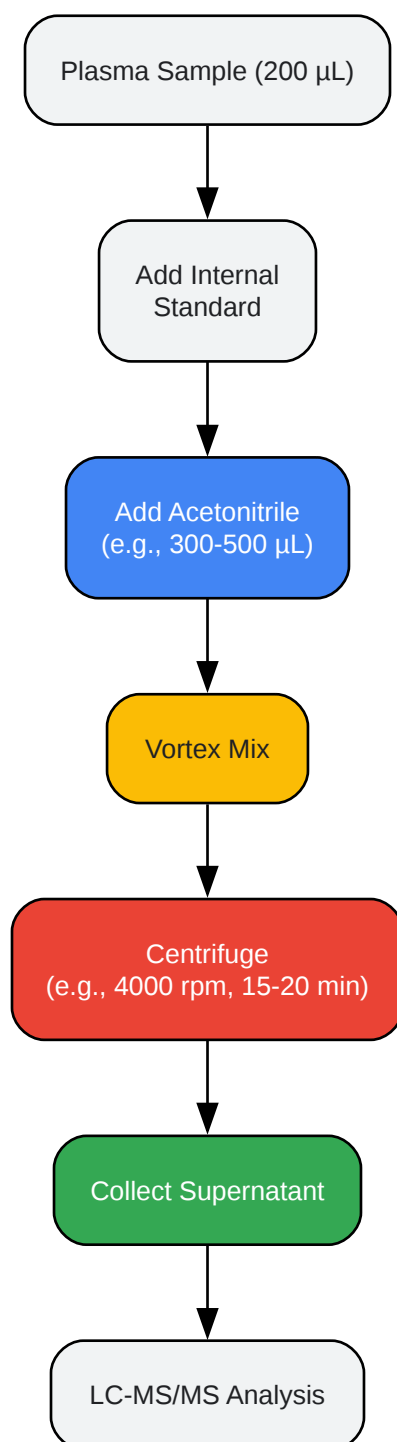 Plasma Sample (200 µL)
Add Internal
Standard
Add Acetonitrile
(e.g., 300-500 µL)
Vortex Mix
Centrifuge
(e.g., 4000 rpm, 15-20 min)
Collect Supernatant
LC-MS/MS Analysis